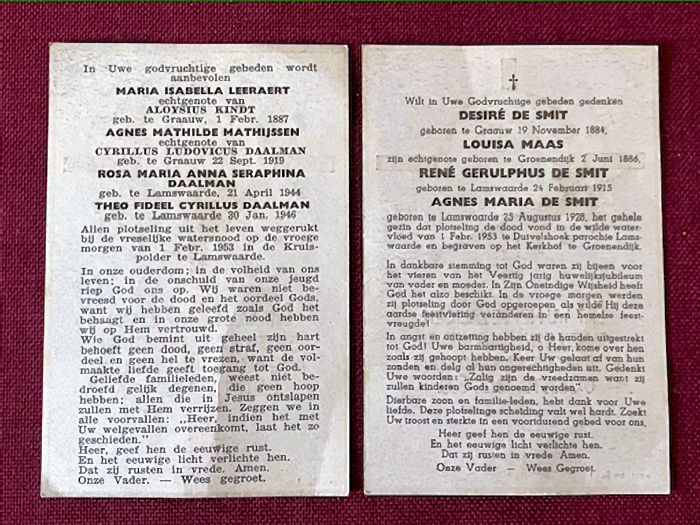 In Uwe godvruchtige gebeden wordt
aanbevolen
MARIA ISABELLA LEERAERT
echtgenote van
ALOYSIUS KINDT
geb. te Graauw, 1 Febr. 1887
AGNES MATHILDE MATHIJSSEN
echtgenote van
CYRILLUS LUDOVICUS DAALMAN
geb. te Graauw 22 Sept. 1919
ROSA MARIA ANNA SERAPHINA
DAALMAN
geb. te Lamswaarde, 21 April 1944
THEO FIDEEL CYRILLUS DAALMAN
geb. te Lamswaarde 30 Jan. 1946
Allen plotseling uit het leven weggerukt
bij de vreselijke watersnood op de vroege
morgen van 1 Febr. 1953 in de Kruis-
polder te Lamswaarde.
In onze ouderdom; in de volheid van ons
leven; in de onschuld van onze jeugd
riep God ons op. Wij waren niet be-
vreesd voor de dood en het oordeel Gods,
want wij hebben geleefd zoals God het
behaagt en in onze grote nood hebben
wij op Hem vertrouwd.
Wie God bemint uit geheel zijn hart
behoeft geen dood, geen straf, geen oor-
deel en geen hel te vrezen, want de vol-
maakte liefde geeft toegang tot God.
Geliefde familieleden, weest niet be-
droefd gelijk degenen, die geen hoop
hebben; allen die in Jesus ontslapen
zullen met Hem verrijzen. Zeggen we in
alle voorvallen: „Heer, indien het met
Uw welgevallen overeenkomt, laat het zo
geschieden."
Heer, geef hen de eeuwige rust.
En het eeuwige licht verlichte hen.
Dat zij rusten in vrede. Amen.
Onze Vader. — Wees gegroet.
Wilt in Uwe Godvruchtige gebeden gedenken
DESIRÉ DE SMIT
geboren te Graauw 19 November 1884,
LOUISA MAAS
zijn echtgenote geboren te Groenendijk 2 Juni 1886,
RENÉ GERULPHUS DE SMIT
geboren te Lamswaarde 24 Februari 1915
AGNES MARIA DE SMIT
geboren te Lamswaarde 25 Augustus 1928, het gehele
gezin dat plotseling de dood vond in de wilde water-
vloed van 1 Febr. 1953 te Duivelshoek parochie Lams-
waarde en begraven op het Kerkhof te Groenendijk.
In dankbare stemming tot God waren zij bijeen voor
het vieren van het Veertig jarig huwelijksjubileum
van vader en moeder. In Zijn Oneindige Wijsheid heeft
God het alzo beschikt. In de vroege morgen werden
zij plotseling door God opgeroepen als wilde Hij deze
aardse feestviering veranderen in een hemelse feest-
vreugde!
In angst en ontzetting hebben zij de handen uitgestrekt
tot God! Uwe barmhartigheid, o Heer, kome over hen
zoals zij gehoopt hebben. Keer Uw gelaat af van hun
zonden en delg al hun ongerechtigheden uit. Gedenkt
Uwe woorden: "Zalig zijn de vreedzamen want zij
zullen kinderen Gods genoemd worden".
Dierbare zoon en familie-leden, hebt dank voor Uwe
liefde. Deze plotselinge scheiding valt wel hardt. Zoekt
Uw troost en sterkte in een voortdurend gebed voor ons.
Heer geef hen de eeuwige rust.
En het eeuwige licht verlichte hen.
Dat zij rusten in vrede Amen.
Onze Vader - Wees Gegroet.